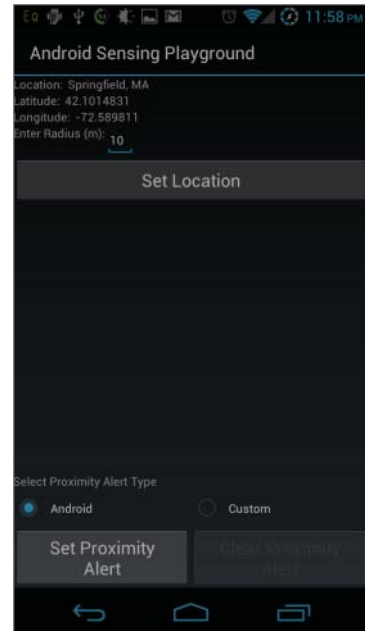 11:58 PM
Android Sensing Playground
Location: Springfield, MA
Latitude: 42.1014831
Longitude: -72.589811
Enter Radius (m): 10
Set Location
Select Proximity Alert Type
Android Custom
Set Proximity Clear Proximity
Alert Alert